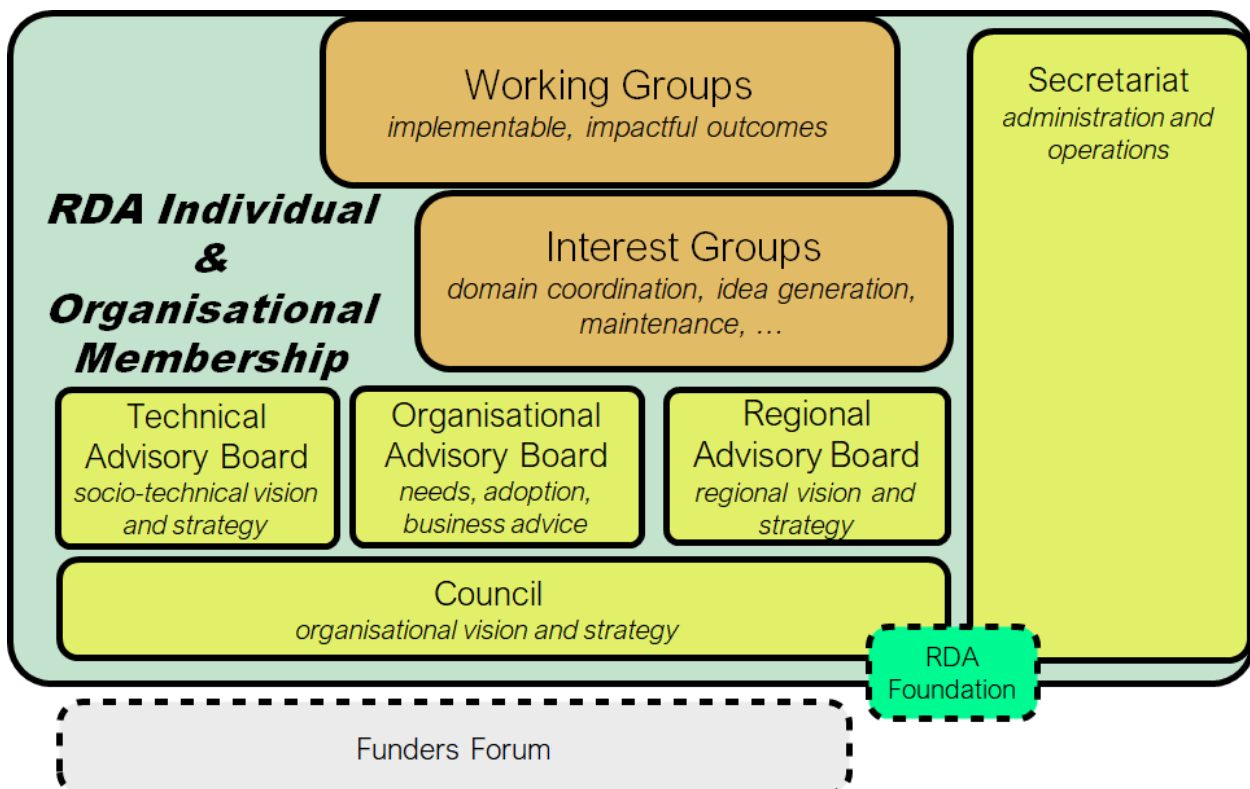 Working Groups
implementable, impactful outcomes
Secretariat
administration and
operations
RDA Individual
&
Organisational
Membership
Interest Groups
domain coordination, idea generation,
maintenance, …
Technical
Advisory Board
socio-technical vision
and strategy
Organisational
Advisory Board
needs, adoption,
business advice
Regional
Advisory Board
regional vision and
strategy
Council
organisational vision and strategy
RDA
Foundation
Funders Forum